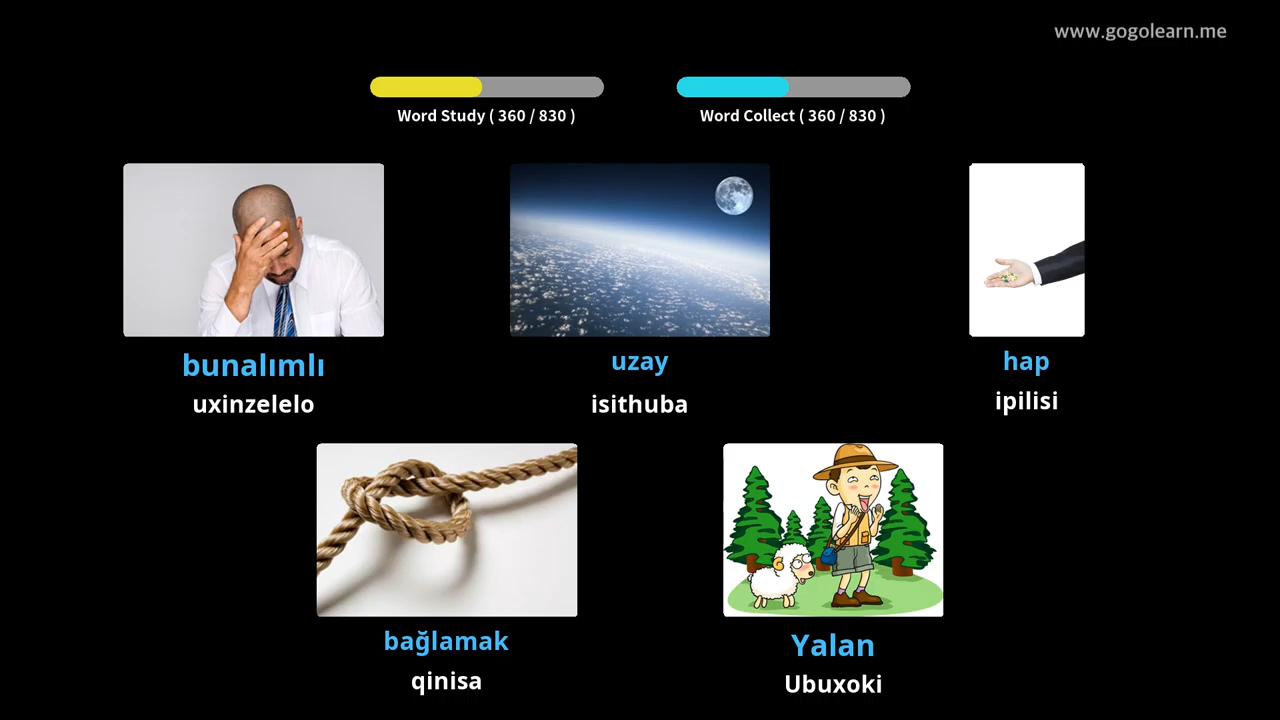 www.gogolearn.me
Word Study ( 360 / 830 )
Word Collect ( 360 / 830 )
bunalımlı
uxinzelelo
uzay
isithuba
hap
ipilisi
bağlamak
qinisa
Yalan
Ubuxoki